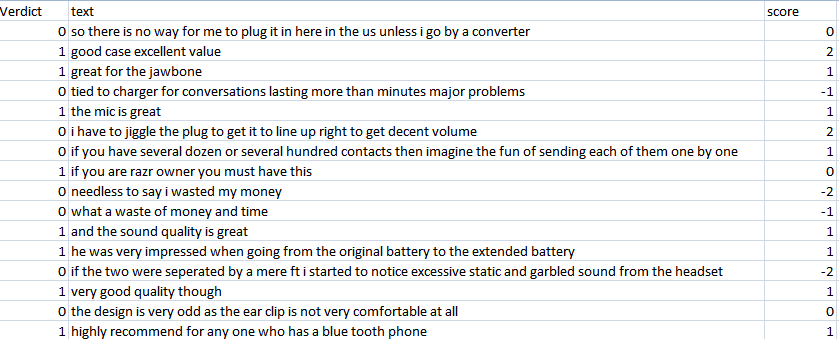 Verdict text score
0 so there is no way for me to plug it in here in the us unless i go by a converter 0
1 good case excellent value 2
1 great for the jawbone 1
0 tied to charger for conversations lasting more than minutes major problems -1
1 the mic is great 1
0 i have to jiggle the plug to get it to line up right to get decent volume 2
0 if you have several dozen or several hundred contacts then imagine the fun of sending each of them one by one 1
1 if you are razr owner you must have this 0
0 needless to say i wasted my money -2
0 what a waste of money and time -1
1 and the sound quality is great 1
1 he was very impressed when going from the original battery to the extended battery 1
0 if the two were seperated by a mere ft i started to notice excessive static and garbled sound from the headset -2
1 very good quality though 1
0 the design is very odd as the ear clip is not very comfortable at all 0
1 highly recommend for any one who has a blue tooth phone 1